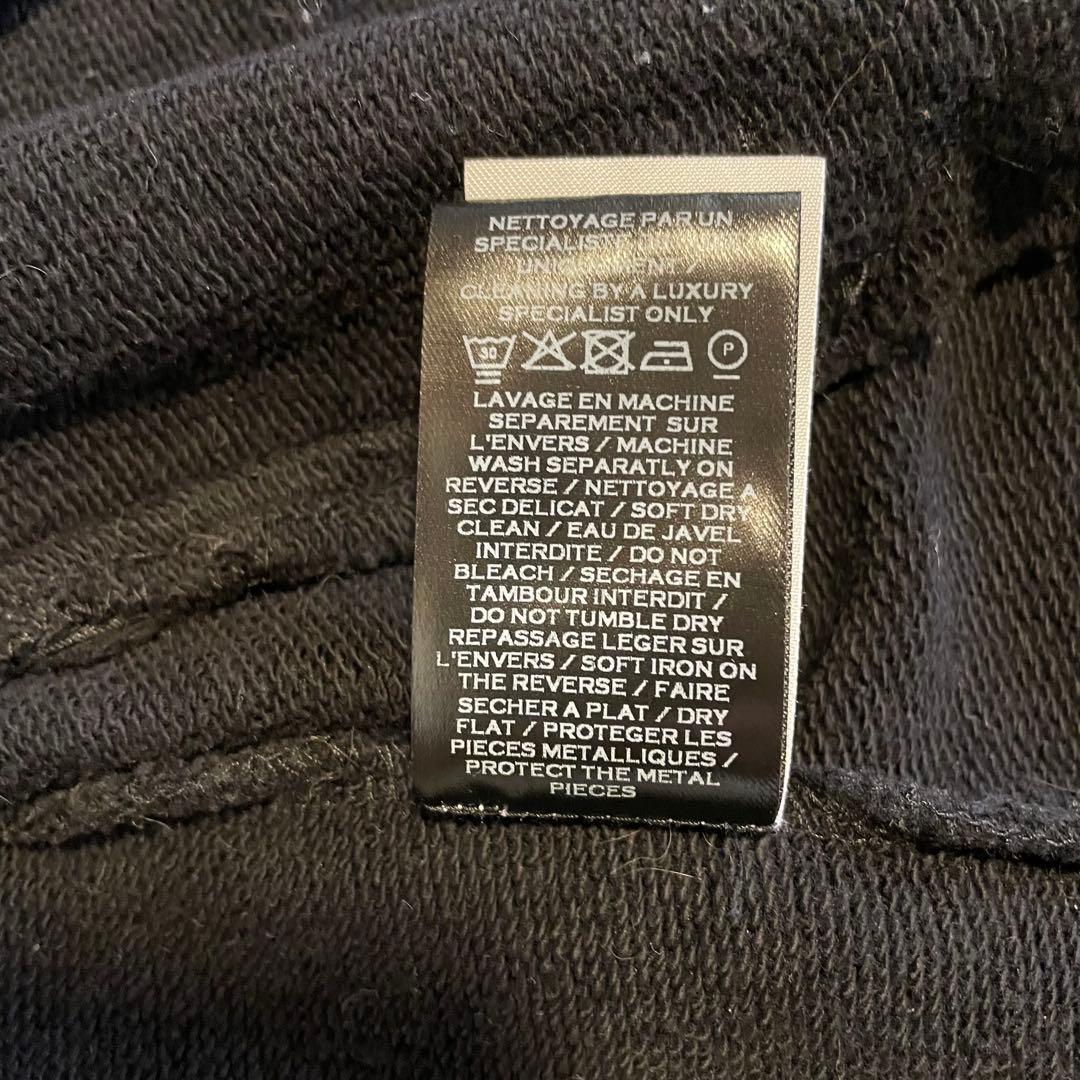 NETTOYAGE PAR UN
SPECIALISTE
UNIQUEMENT /
CLEANING BY A LUXURY
SPECIALIST ONLY
30 P
LAVAGE EN MACHINE
SEPAREMENT SUR
L'ENVERS / MACHINE
WASH SEPARATLY ON
REVERSE / NETTOYAGE A
SEC DELICAT / SOFT DRY
CLEAN / EAU DE JAVEL
INTERDITE / DO NOT
BLEACH / SECHAGE EN
TAMBOUR INTERDIT /
DO NOT TUMBLE DRY
REPASSAGE LEGER SUR
L'ENVERS / SOFT IRON ON
THE REVERSE / FAIRE
SECHER A PLAT / DRY
FLAT / PROTEGER LES
PIECES METALLIQUES /
PROTECT THE METAL
PIECES